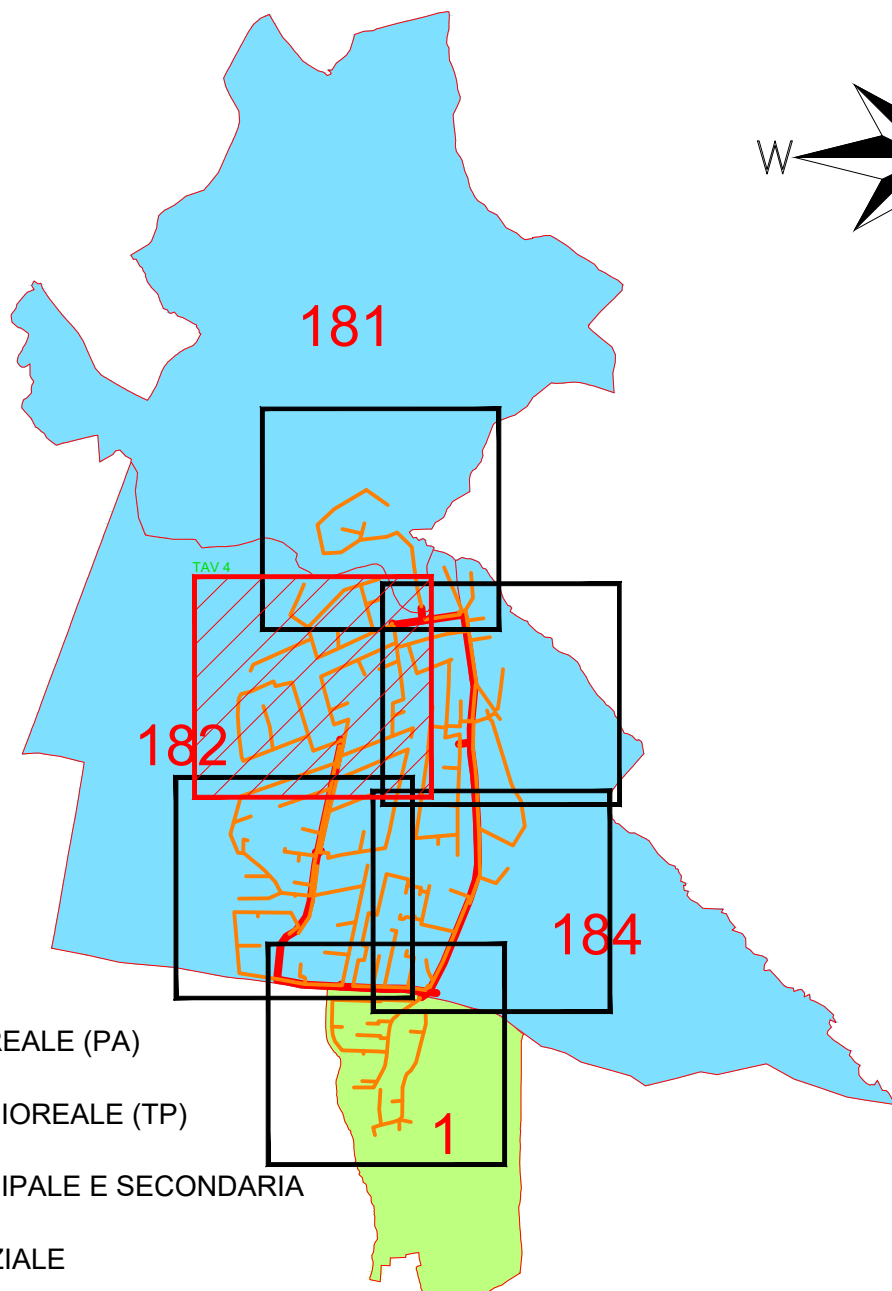 W
181
TAV 4
182
184
REALE (PA)
IOREALE (TP)
1
IPALE E SECONDARIA
ZIALE